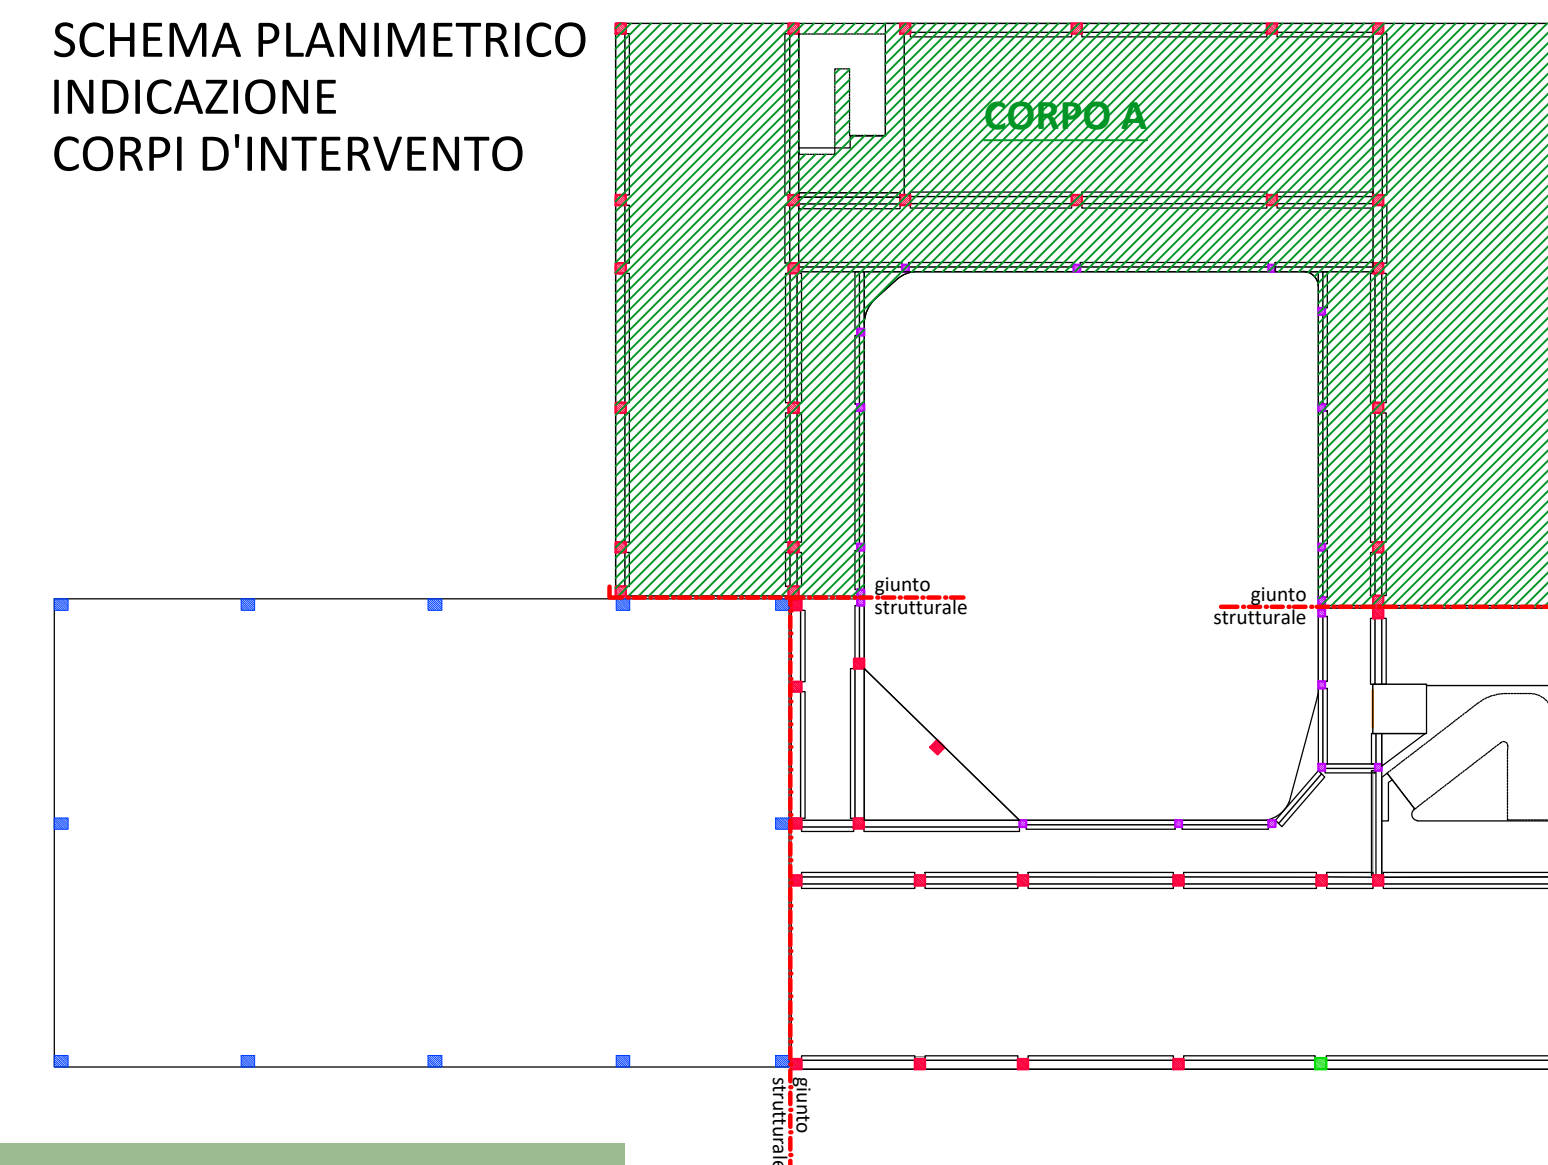 SCHEMA PLANIMETRICO
INDICAZIONE
CORPI D'INTERVENTO
CORPO A
giunto
strutturale
giunto
strutturale
giunto
strutturale